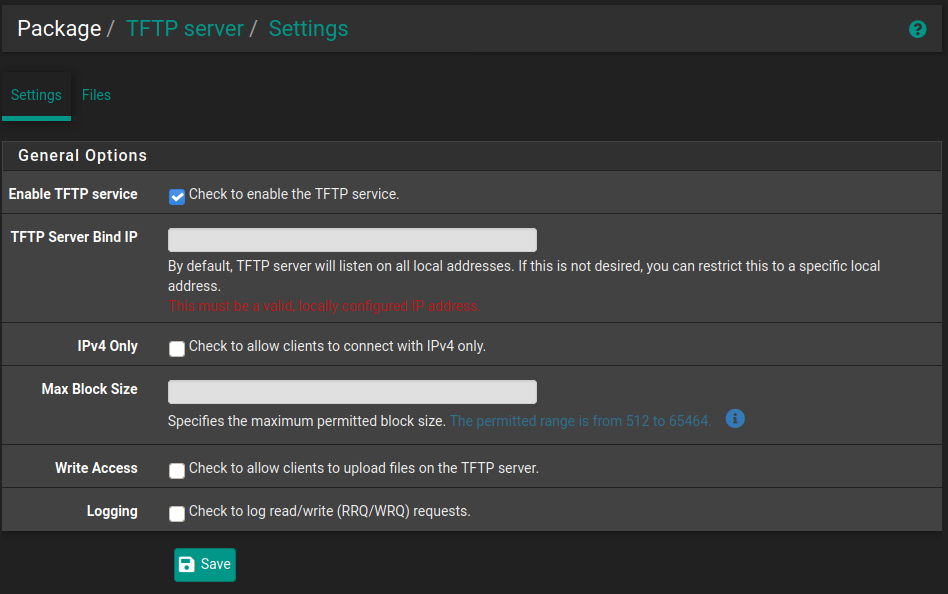 Package / TFTP server / Settings
Settings Files
General Options
Enable TFTP service Check to enable the TFTP service.
TFTP Server Bind IP
By default, TFTP server will listen on all local addresses. If this is not desired, you can restrict this to a specific local
address.
This must be a valid, locally configured IP address.
IPv4 Only Check to allow clients to connect with IPv4 only.
Max Block Size
Specifies the maximum permitted block size. The permitted range is from 512 to 65464.
Write Access Check to allow clients to upload files on the TFTP server.
Logging Check to log read/write (RRQ/WRQ) requests.
Save